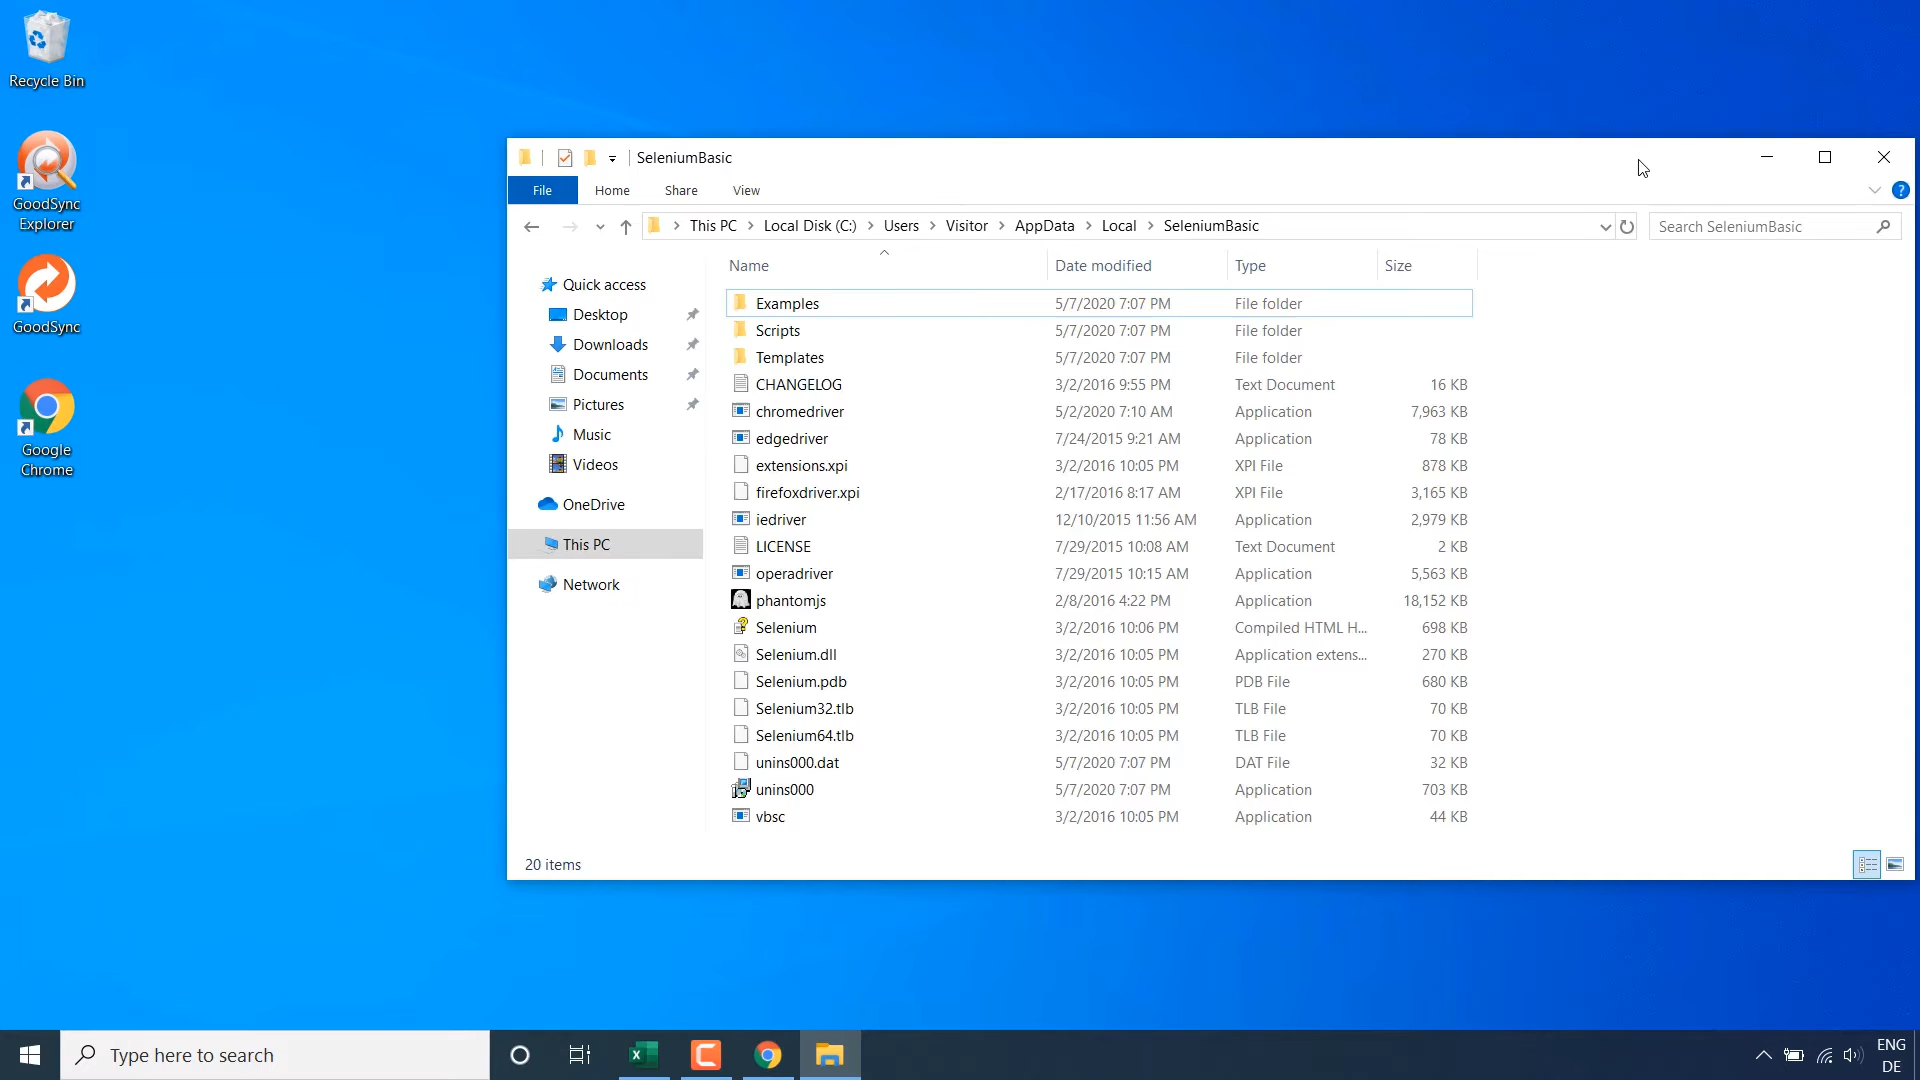 Recycle Bin
GoodSync
Explorer
GoodSync
Google
Chrome
SeleniumBasic
File Home Share View
This PC Local Disk (C:) Users Visitor AppData Local SeleniumBasic
Search SeleniumBasic
Quick access
Desktop
Downloads
Documents
Pictures
Music
Videos
OneDrive
This PC
Network
Name Date modified Type Size
Examples 5/7/2020 7:07 PM File folder
Scripts 5/7/2020 7:07 PM File folder
Templates 5/7/2020 7:07 PM File folder
CHANGELOG 3/2/2016 9:55 PM Text Document 16 KB
chromedriver 5/2/2020 7:10 AM Application 7,963 KB
edgedriver 7/24/2015 9:21 AM Application 78 KB
extensions.xpi 3/2/2016 10:05 PM XPI File 878 KB
firefoxdriver.xpi 2/17/2016 8:17 AM XPI File 3,165 KB
iedriver 12/10/2015 11:56 AM Application 2,979 KB
LICENSE 7/29/2015 10:08 AM Text Document 2 KB
operadriver 7/29/2015 10:15 AM Application 5,563 KB
phantomjs 2/8/2016 4:22 PM Application 18,152 KB
Selenium 3/2/2016 10:06 PM Compiled HTML H... 698 KB
Selenium.dll 3/2/2016 10:05 PM Application extens... 270 KB
Selenium.pdb 3/2/2016 10:05 PM PDB File 680 KB
Selenium32.tlb 3/2/2016 10:05 PM TLB File 70 KB
Selenium64.tlb 3/2/2016 10:05 PM TLB File 70 KB
unins000.dat 5/7/2020 7:07 PM DAT File 32 KB
unins000 5/7/2020 7:07 PM Application 703 KB
vbsc 3/2/2016 10:05 PM Application 44 KB
20 items
Type here to search
ENG
DE